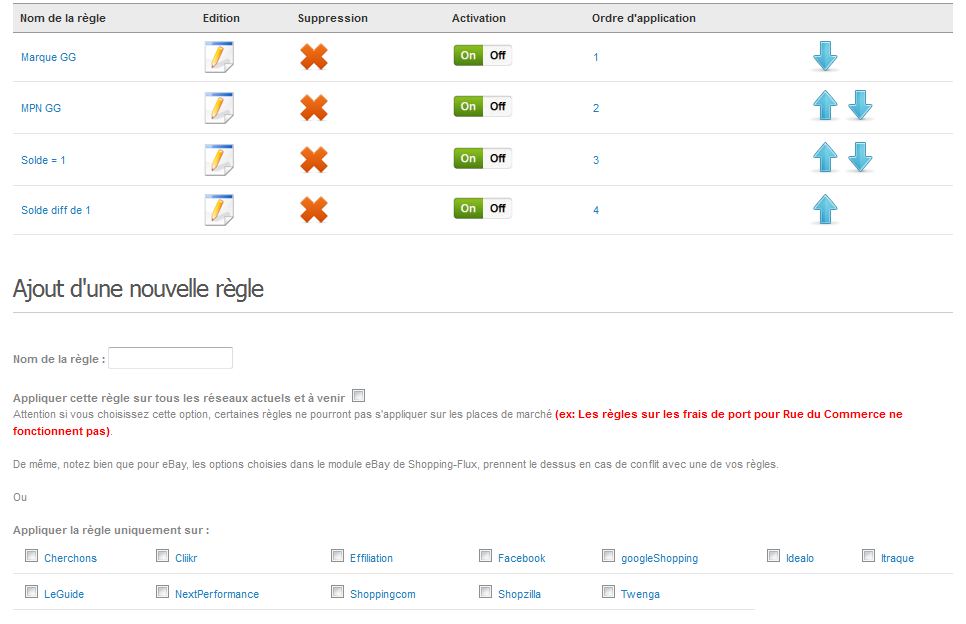 Nom de la règle Edition Suppression Activation Ordre d'application
Marque GG On Off 1
MPN GG On Off 2
Solde = 1 On Off 3
Solde diff de 1 On Off 4
Ajout d'une nouvelle règle
Nom de la règle :
Appliquer cette règle sur tous les réseaux actuels et à venir
Attention si vous choisissez cette option, certaines règles ne pourront pas s'appliquer sur les places de marché (ex: Les règles sur les frais de port pour Rue du Commerce ne
fonctionnent pas).
De même, notez bien que pour eBay, les options choisies dans le module eBay de Shopping-Flux, prennent le dessus en cas de conflit avec une de vos règles.
Ou
Appliquer la règle uniquement sur :
Cherchons Cliikr Effiliation Facebook googleShopping Idealo Itraque
LeGuide NextPerformance Shoppingcom Shopzilla Twenga